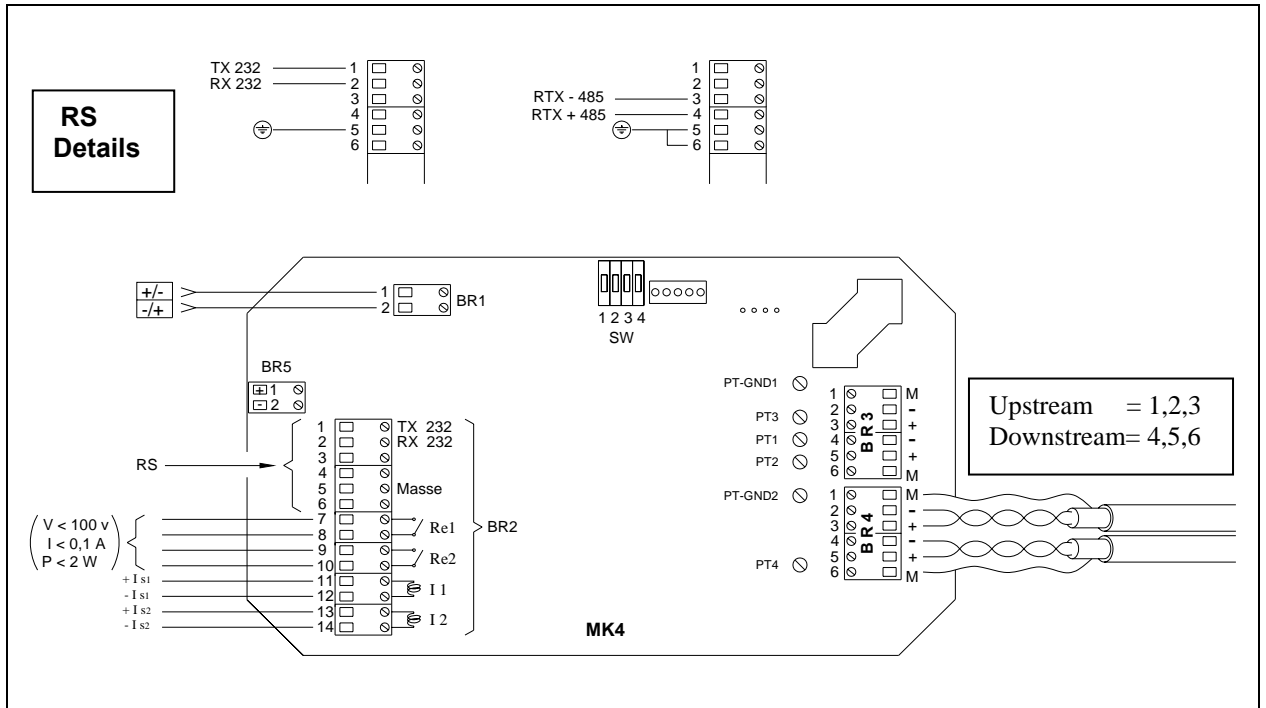 RS
Details
TX 232
RX 232
1
2
3
4
5
6
RTX - 485
RTX + 485
1
2
3
4
5
6
+/-
-/+
1
2
BR1
1 2 3 4
SW
BR5
+ 1
- 2
RS
1 TX 232
2 RX 232
3
4
5 Masse
6
7
8 Re1
9
10 Re2
11
12 I 1
13
14 I 2
BR2
V < 100 v
I < 0,1 A
P < 2 W
+ I s1
- I s1
+ I s2
- I s2
MK4
PT-GND1
PT3
PT1
PT2
PT-GND2
PT4
1 M
2 -
3 +
4 -
5 +
6 M
BR3
1 M
2 -
3 +
4 -
5 +
6 M
BR4
Upstream = 1,2,3
Downstream= 4,5,6